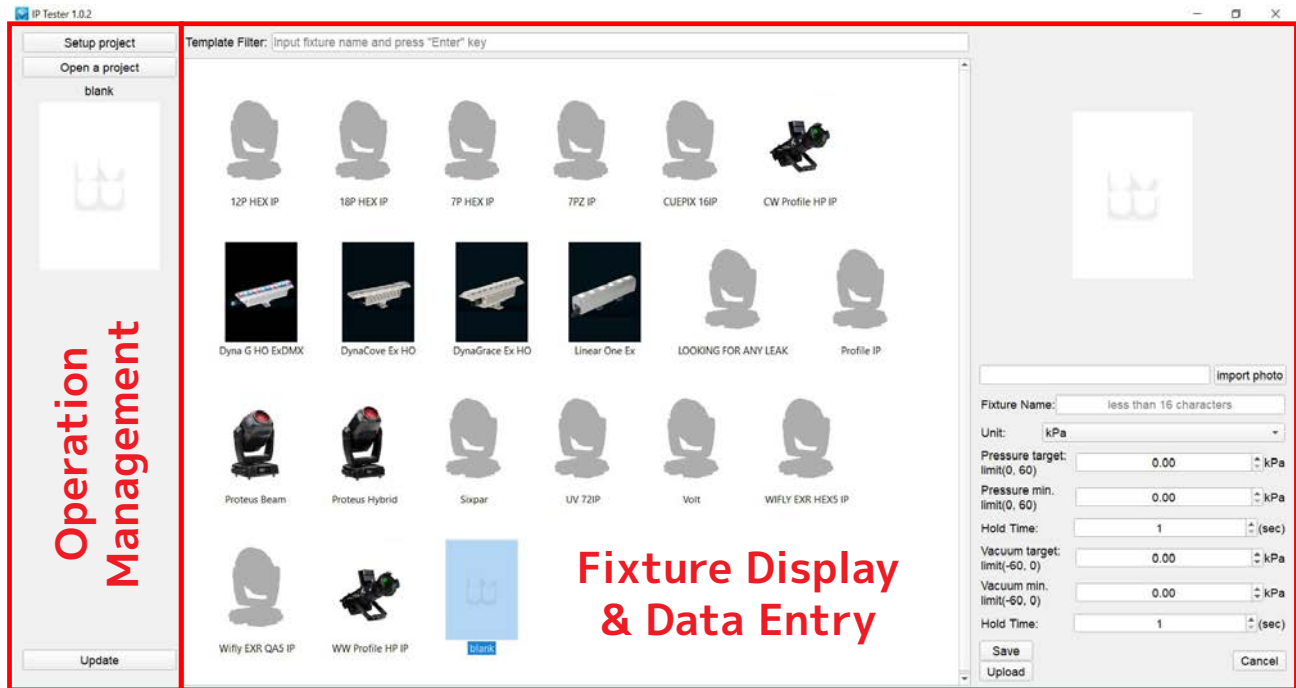 IP Tester 1.0.2
Setup project
Open a project
blank
Update
Operation
Management
Template Filter: Input fixture name and press "Enter" key
12P HEX IP
18P HEX IP
7P HEX IP
7PZ IP
CUEPIX 16IP
CW Profile HP IP
Dyna G HO ExDMX
DynaCove Ex HO
DynaGrace Ex HO
Linear One Ex
LOOKING FOR ANY LEAK
Profile IP
Proteus Beam
Proteus Hybrid
Sixpar
UV 72IP
Volt
WIFLY EXR HEX5 IP
Wifly EXR QA5 IP
WW Profile HP IP
blank
Fixture Display
& Data Entry
import photo
Fixture Name: less than 16 characters
Unit: kPa
Pressure target:
limit(0, 60)
0.00 kPa
Pressure min.
limit(0, 60)
0.00 kPa
Hold Time: 1 (sec)
Vacuum target:
limit(-60, 0)
0.00 kPa
Vacuum min.
limit(-60, 0)
0.00 kPa
Hold Time: 1 (sec)
Save
Upload
Cancel